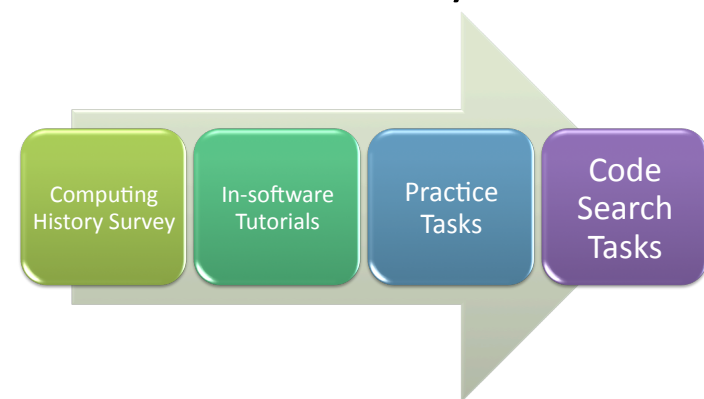 Computing
History Survey
In-software
Tutorials
Practice
Tasks
Code
Search
Tasks